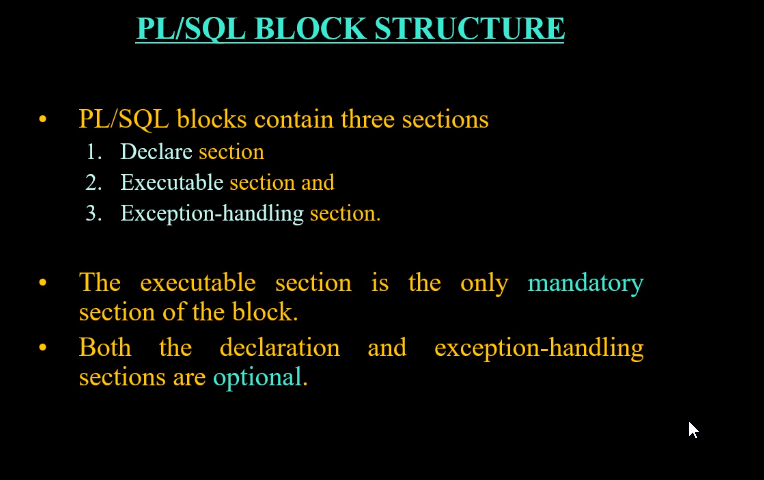 PL/SQL BLOCK STRUCTURE
• PL/SQL blocks contain three sections
1. Declare section
2. Executable section and
3. Exception-handling section.
• The executable section is the only mandatory
section of the block.
• Both the declaration and exception-handling
sections are optional.